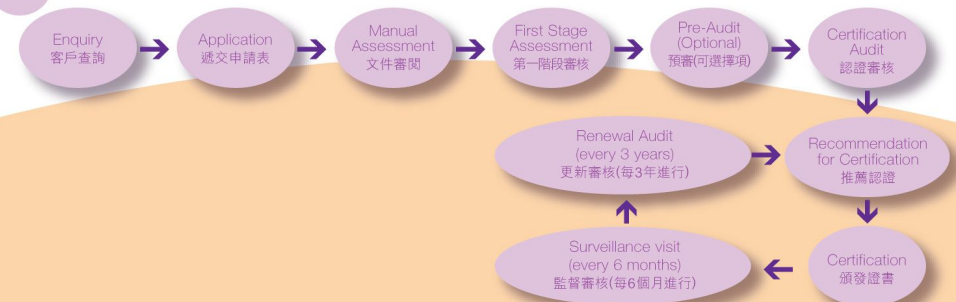 Enquiry
客戶查詢
Application
遞交申請表
Manual
Assessment
文件審閱
First Stage
Assessment
第一階段審核
Pre-Audit
(Optional)
預審(可選擇項)
Certification
Audit
認證審核
Recommendation
for Certification
推薦認證
Certification
頒發證書
Surveillance visit
(every 6 months)
監督審核(每6個月進行)
Renewal Audit
(every 3 years)
更新審核(每3年進行)